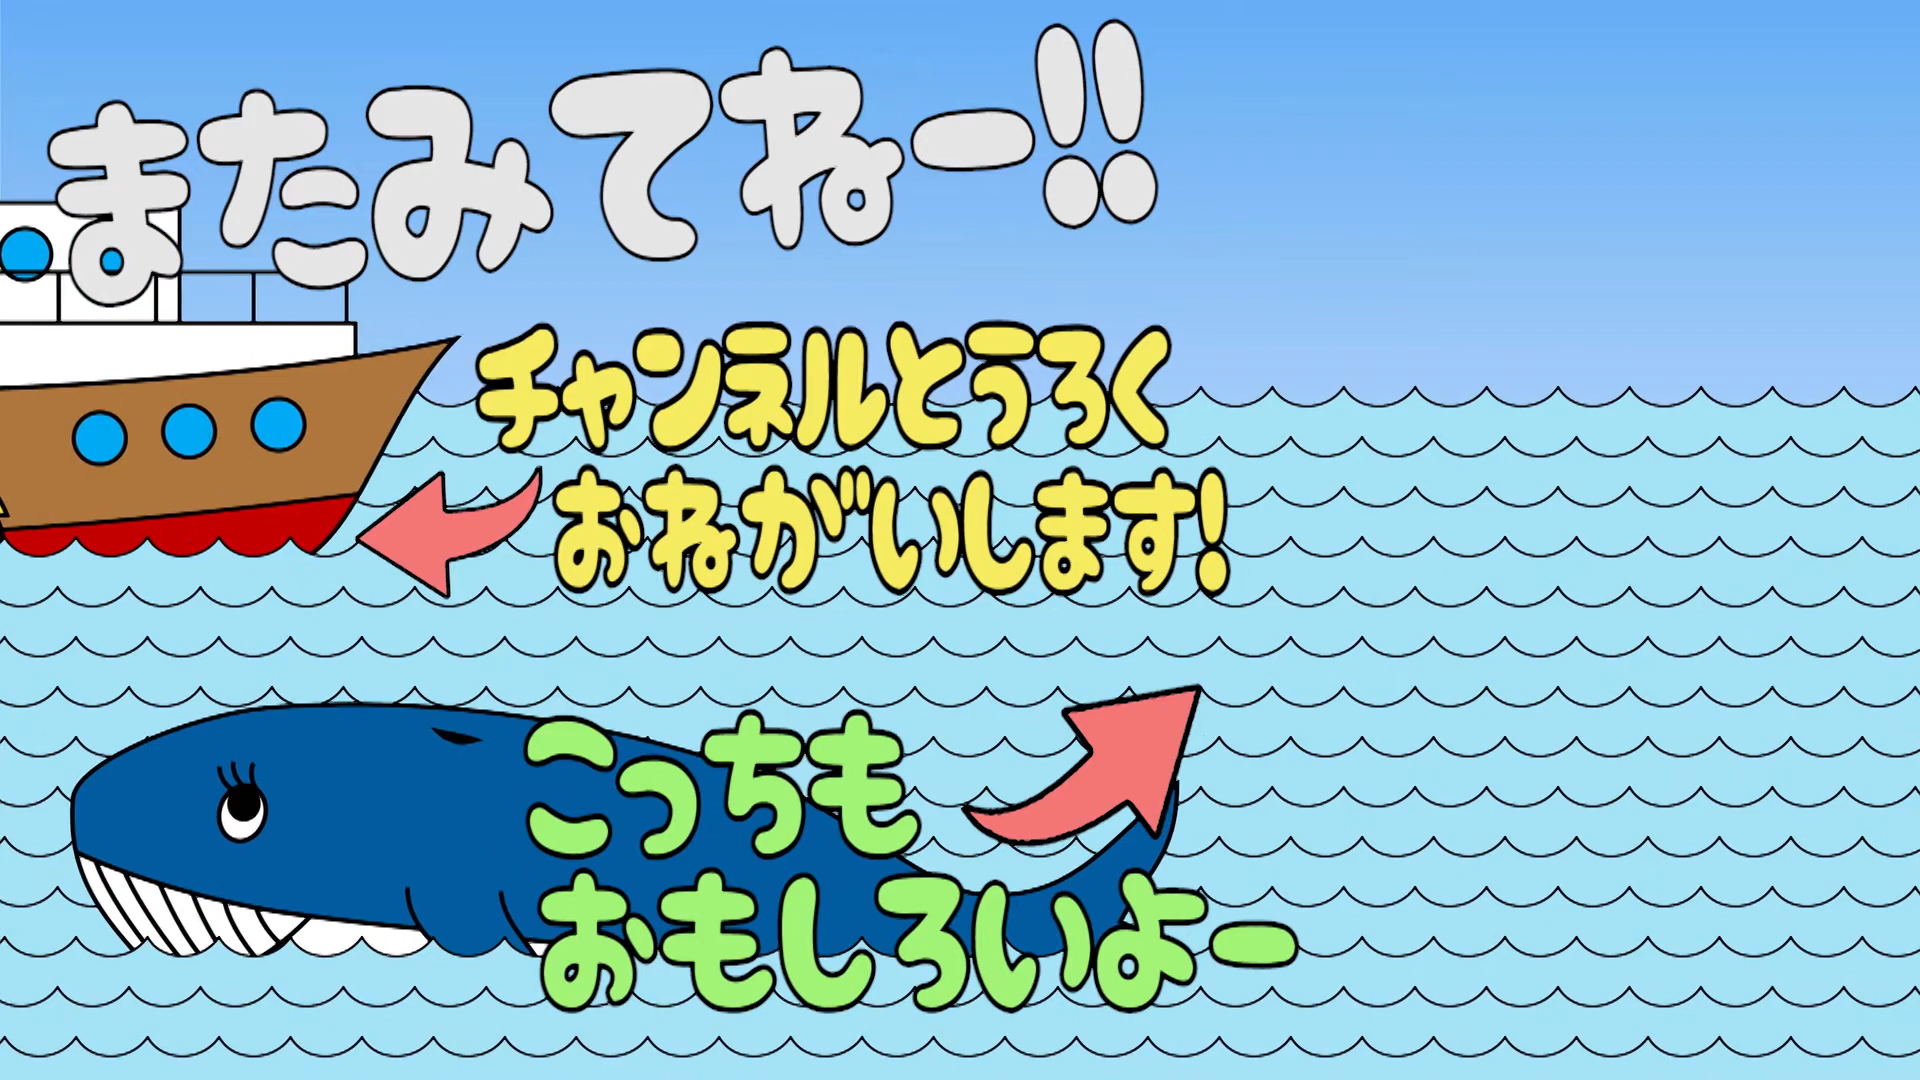 またみてねー!!
チャンネルとうろく
おねがいします!
こっちも
おもしろいよー